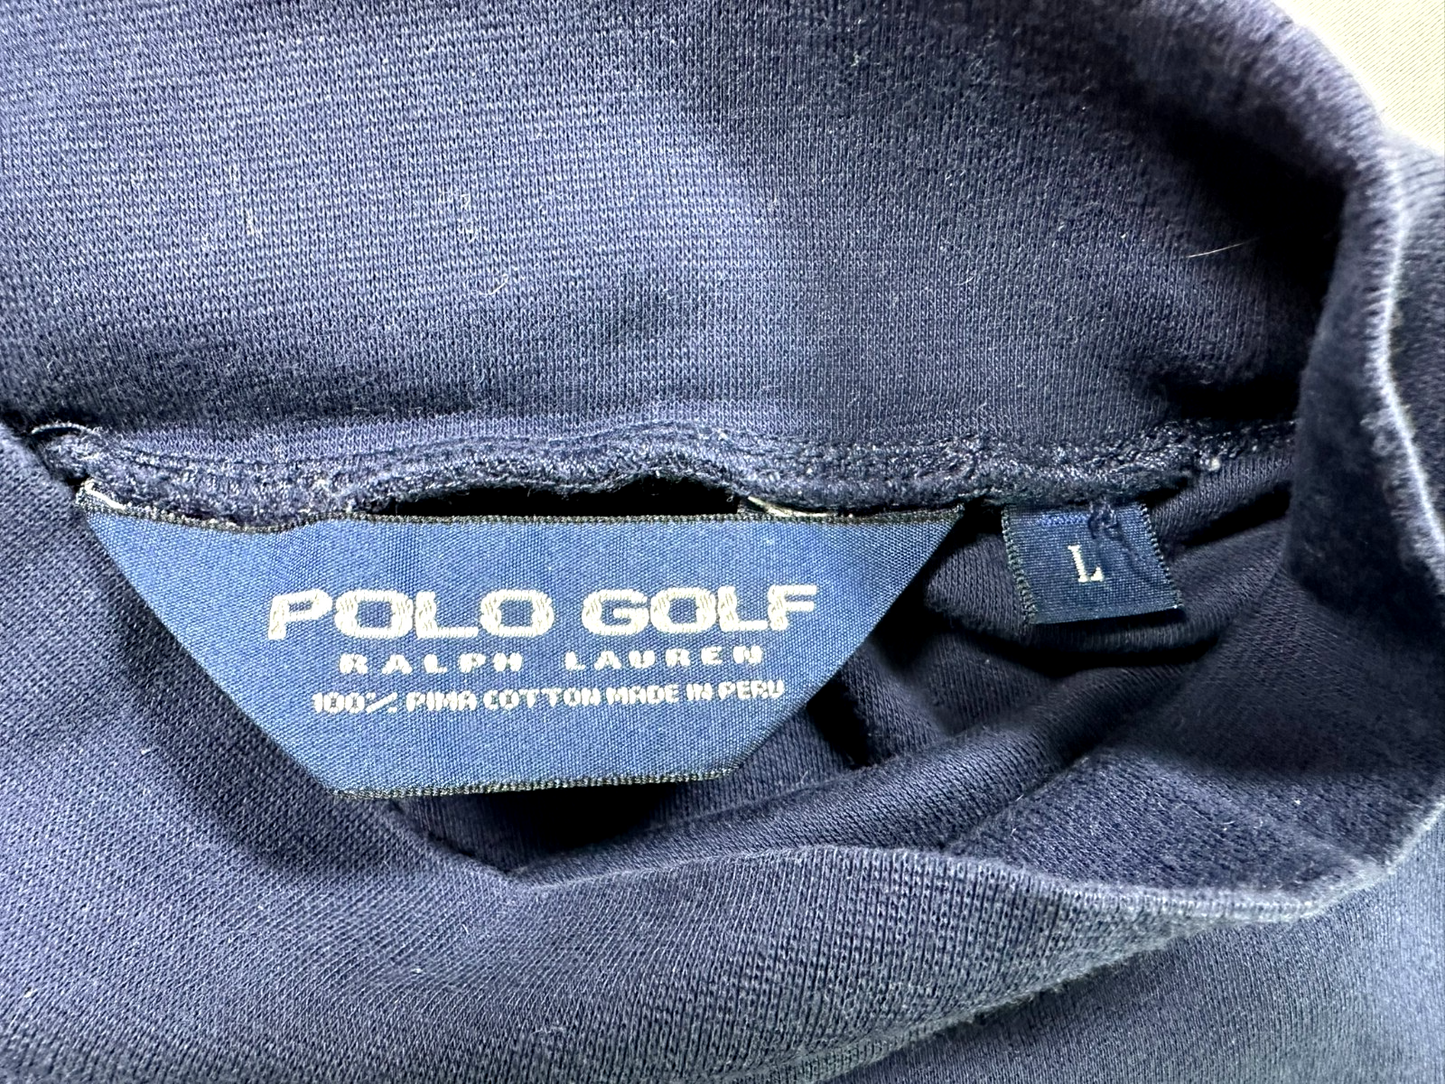 POLO GOLF
RALPH LAUREN
100% PIMA COTTON MADE IN PERU
L